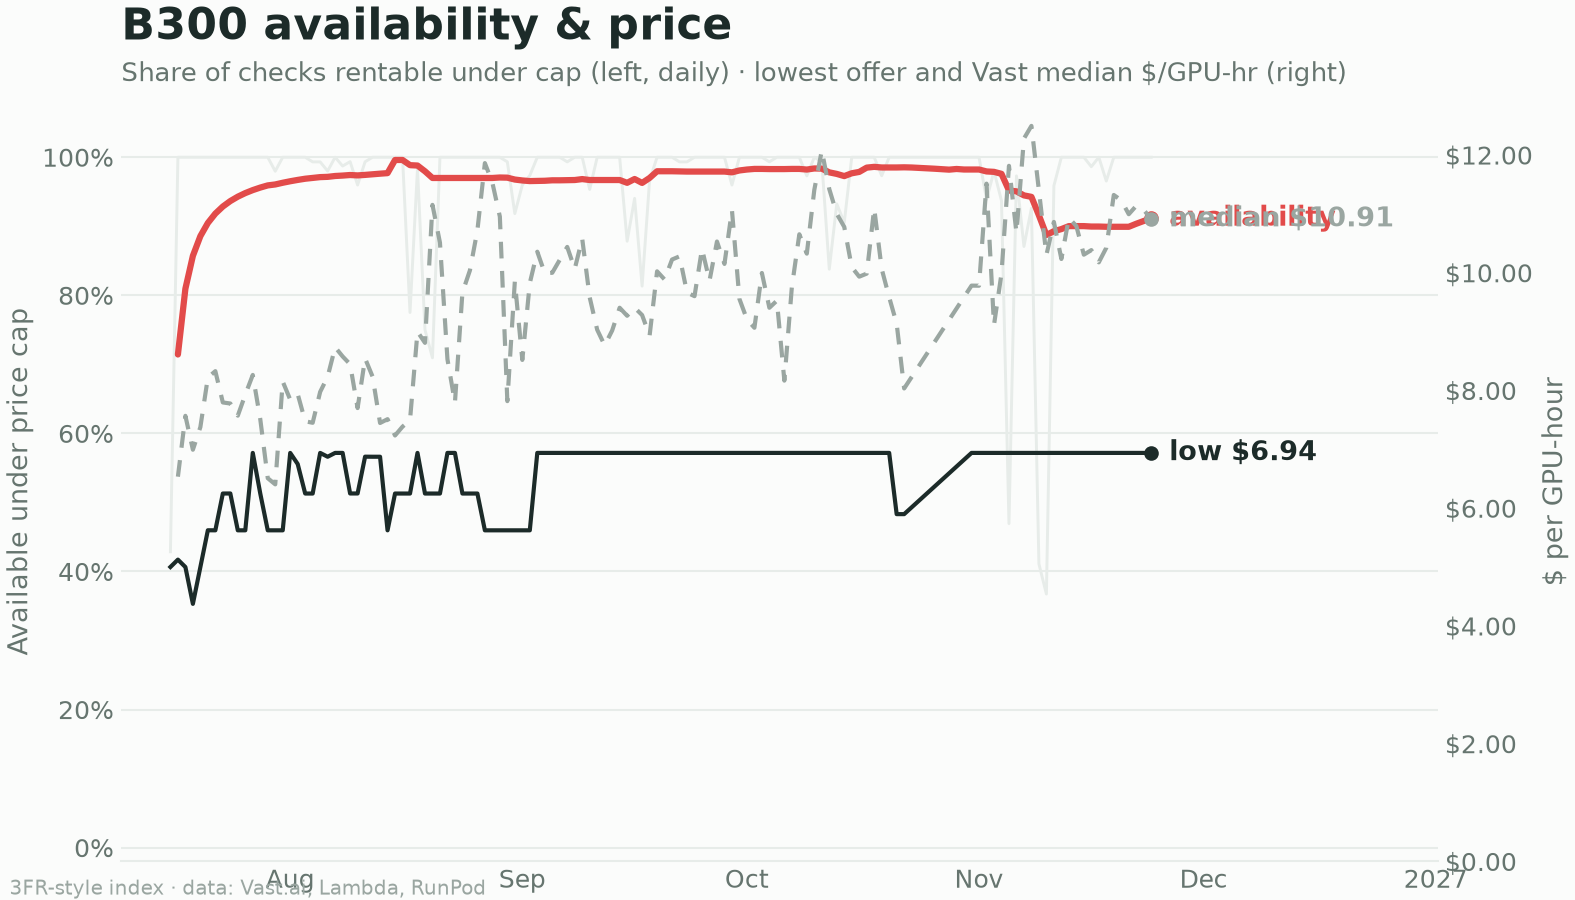 B300 availability & price
Share of checks rentable under cap (left, daily) · lowest offer and Vast median $/GPU-hr (right)
Available under price cap
100%
80%
60%
40%
20%
0%
$12.00
$10.00
$8.00
$6.00
$4.00
$2.00
$0.00
$ per GPU-hour
availability
median $10.91
low $6.94
Aug
Sep
Oct
Nov
Dec
2027
3FR-style index · data: Vast.ai, Lambda, RunPod